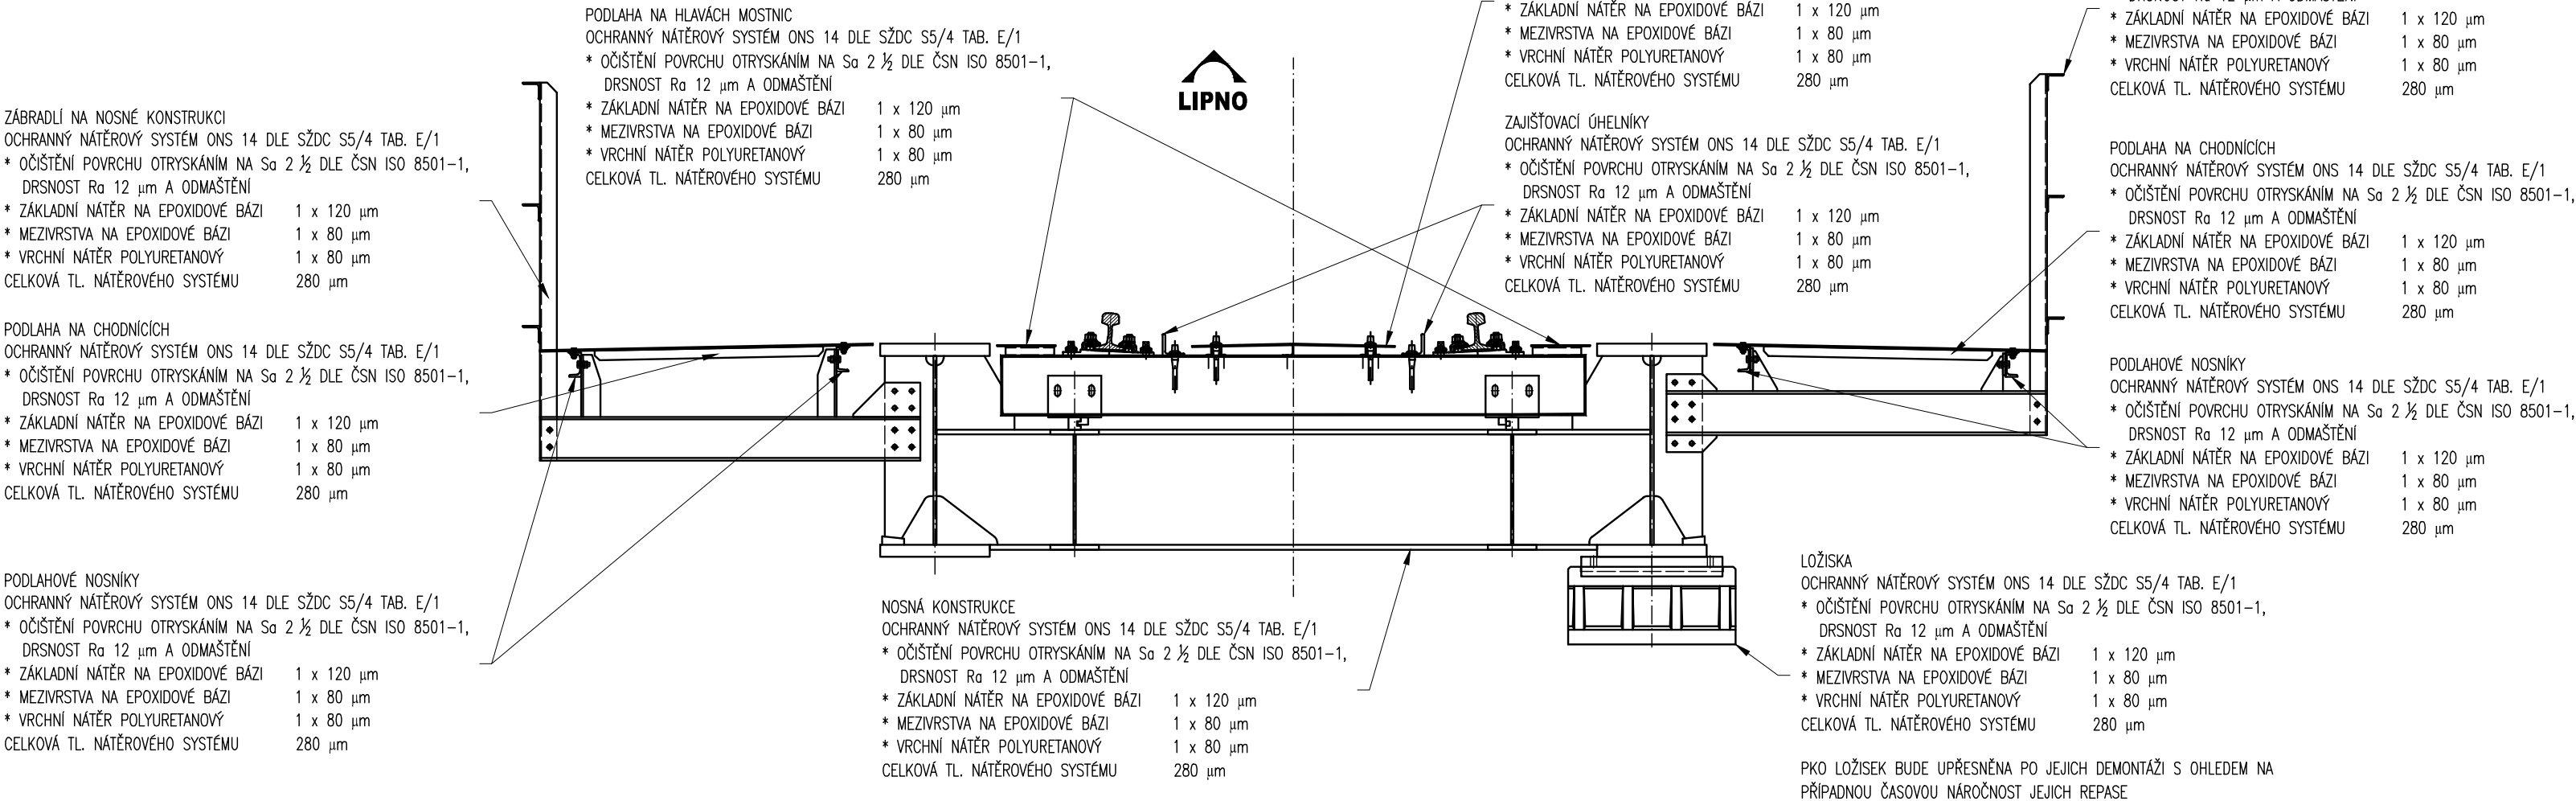 ZÁBRADLÍ NA NOSNÉ KONSTRUKCI
OCHRANNÝ NÁTĚROVÝ SYSTÉM ONS 14 DLE SŽDC S5/4 TAB. E/1
* OČIŠTĚNÍ POVRCHU OTRYSKÁNÍM NA Sa 2 ½ DLE ČSN ISO 8501-1,
DRSNOST Ra 12 µm A ODMAŠTĚNÍ
* ZÁKLADNÍ NÁTĚR NA EPOXIDOVÉ BÁZI 1 x 120 µm
* MEZIVRSTVA NA EPOXIDOVÉ BÁZI 1 x 80 µm
* VRCHNÍ NÁTĚR POLYURETANOVÝ 1 x 80 µm
CELKOVÁ TL. NÁTĚROVÉHO SYSTÉMU 280 µm
PODLAHA NA CHODNÍCÍCH
OCHRANNÝ NÁTĚROVÝ SYSTÉM ONS 14 DLE SŽDC S5/4 TAB. E/1
* OČIŠTĚNÍ POVRCHU OTRYSKÁNÍM NA Sa 2 ½ DLE ČSN ISO 8501-1,
DRSNOST Ra 12 µm A ODMAŠTĚNÍ
* ZÁKLADNÍ NÁTĚR NA EPOXIDOVÉ BÁZI 1 x 120 µm
* MEZIVRSTVA NA EPOXIDOVÉ BÁZI 1 x 80 µm
* VRCHNÍ NÁTĚR POLYURETANOVÝ 1 x 80 µm
CELKOVÁ TL. NÁTĚROVÉHO SYSTÉMU 280 µm
PODLAHOVÉ NOSNÍKY
OCHRANNÝ NÁTĚROVÝ SYSTÉM ONS 14 DLE SŽDC S5/4 TAB. E/1
* OČIŠTĚNÍ POVRCHU OTRYSKÁNÍM NA Sa 2 ½ DLE ČSN ISO 8501-1,
DRSNOST Ra 12 µm A ODMAŠTĚNÍ
* ZÁKLADNÍ NÁTĚR NA EPOXIDOVÉ BÁZI 1 x 120 µm
* MEZIVRSTVA NA EPOXIDOVÉ BÁZI 1 x 80 µm
* VRCHNÍ NÁTĚR POLYURETANOVÝ 1 x 80 µm
CELKOVÁ TL. NÁTĚROVÉHO SYSTÉMU 280 µm
PODLAHA NA HLAVÁCH MOSTNIC
OCHRANNÝ NÁTĚROVÝ SYSTÉM ONS 14 DLE SŽDC S5/4 TAB. E/1
* OČIŠTĚNÍ POVRCHU OTRYSKÁNÍM NA Sa 2 ½ DLE ČSN ISO 8501-1,
DRSNOST Ra 12 µm A ODMAŠTĚNÍ
* ZÁKLADNÍ NÁTĚR NA EPOXIDOVÉ BÁZI 1 x 120 µm
* MEZIVRSTVA NA EPOXIDOVÉ BÁZI 1 x 80 µm
* VRCHNÍ NÁTĚR POLYURETANOVÝ 1 x 80 µm
CELKOVÁ TL. NÁTĚROVÉHO SYSTÉMU 280 µm
LIPNO
NOSNÁ KONSTRUKCE
OCHRANNÝ NÁTĚROVÝ SYSTÉM ONS 14 DLE SŽDC S5/4 TAB. E/1
* OČIŠTĚNÍ POVRCHU OTRYSKÁNÍM NA Sa 2 ½ DLE ČSN ISO 8501-1,
DRSNOST Ra 12 µm A ODMAŠTĚNÍ
* ZÁKLADNÍ NÁTĚR NA EPOXIDOVÉ BÁZI 1 x 120 µm
* MEZIVRSTVA NA EPOXIDOVÉ BÁZI 1 x 80 µm
* VRCHNÍ NÁTĚR POLYURETANOVÝ 1 x 80 µm
CELKOVÁ TL. NÁTĚROVÉHO SYSTÉMU 280 µm
* ZÁKLADNÍ NÁTĚR NA EPOXIDOVÉ BÁZI 1 x 120 µm
* MEZIVRSTVA NA EPOXIDOVÉ BÁZI 1 x 80 µm
* VRCHNÍ NÁTĚR POLYURETANOVÝ 1 x 80 µm
CELKOVÁ TL. NÁTĚROVÉHO SYSTÉMU 280 µm
ZAJIŠŤOVACÍ ÚHELNÍKY
OCHRANNÝ NÁTĚROVÝ SYSTÉM ONS 14 DLE SŽDC S5/4 TAB. E/1
* OČIŠTĚNÍ POVRCHU OTRYSKÁNÍM NA Sa 2 ½ DLE ČSN ISO 8501-1,
DRSNOST Ra 12 µm A ODMAŠTĚNÍ
* ZÁKLADNÍ NÁTĚR NA EPOXIDOVÉ BÁZI 1 x 120 µm
* MEZIVRSTVA NA EPOXIDOVÉ BÁZI 1 x 80 µm
* VRCHNÍ NÁTĚR POLYURETANOVÝ 1 x 80 µm
CELKOVÁ TL. NÁTĚROVÉHO SYSTÉMU 280 µm
* ZÁKLADNÍ NÁTĚR NA EPOXIDOVÉ BÁZI 1 x 120 µm
* MEZIVRSTVA NA EPOXIDOVÉ BÁZI 1 x 80 µm
* VRCHNÍ NÁTĚR POLYURETANOVÝ 1 x 80 µm
CELKOVÁ TL. NÁTĚROVÉHO SYSTÉMU 280 µm
PODLAHA NA CHODNÍCÍCH
OCHRANNÝ NÁTĚROVÝ SYSTÉM ONS 14 DLE SŽDC S5/4 TAB. E/1
* OČIŠTĚNÍ POVRCHU OTRYSKÁNÍM NA Sa 2 ½ DLE ČSN ISO 8501-1,
DRSNOST Ra 12 µm A ODMAŠTĚNÍ
* ZÁKLADNÍ NÁTĚR NA EPOXIDOVÉ BÁZI 1 x 120 µm
* MEZIVRSTVA NA EPOXIDOVÉ BÁZI 1 x 80 µm
* VRCHNÍ NÁTĚR POLYURETANOVÝ 1 x 80 µm
CELKOVÁ TL. NÁTĚROVÉHO SYSTÉMU 280 µm
PODLAHOVÉ NOSNÍKY
OCHRANNÝ NÁTĚROVÝ SYSTÉM ONS 14 DLE SŽDC S5/4 TAB. E/1
* OČIŠTĚNÍ POVRCHU OTRYSKÁNÍM NA Sa 2 ½ DLE ČSN ISO 8501-1,
DRSNOST Ra 12 µm A ODMAŠTĚNÍ
* ZÁKLADNÍ NÁTĚR NA EPOXIDOVÉ BÁZI 1 x 120 µm
* MEZIVRSTVA NA EPOXIDOVÉ BÁZI 1 x 80 µm
* VRCHNÍ NÁTĚR POLYURETANOVÝ 1 x 80 µm
CELKOVÁ TL. NÁTĚROVÉHO SYSTÉMU 280 µm
LOŽISKA
OCHRANNÝ NÁTĚROVÝ SYSTÉM ONS 14 DLE SŽDC S5/4 TAB. E/1
* OČIŠTĚNÍ POVRCHU OTRYSKÁNÍM NA Sa 2 ½ DLE ČSN ISO 8501-1,
DRSNOST Ra 12 µm A ODMAŠTĚNÍ
* ZÁKLADNÍ NÁTĚR NA EPOXIDOVÉ BÁZI 1 x 120 µm
* MEZIVRSTVA NA EPOXIDOVÉ BÁZI 1 x 80 µm
* VRCHNÍ NÁTĚR POLYURETANOVÝ 1 x 80 µm
CELKOVÁ TL. NÁTĚROVÉHO SYSTÉMU 280 µm
PKO LOŽISEK BUDE UPŘESNĚNA PO JEJICH DEMONTÁŽI S OHLEDEM NA
PŘÍPADNOU ČASOVOU NÁROČNOST JEJICH REPASE